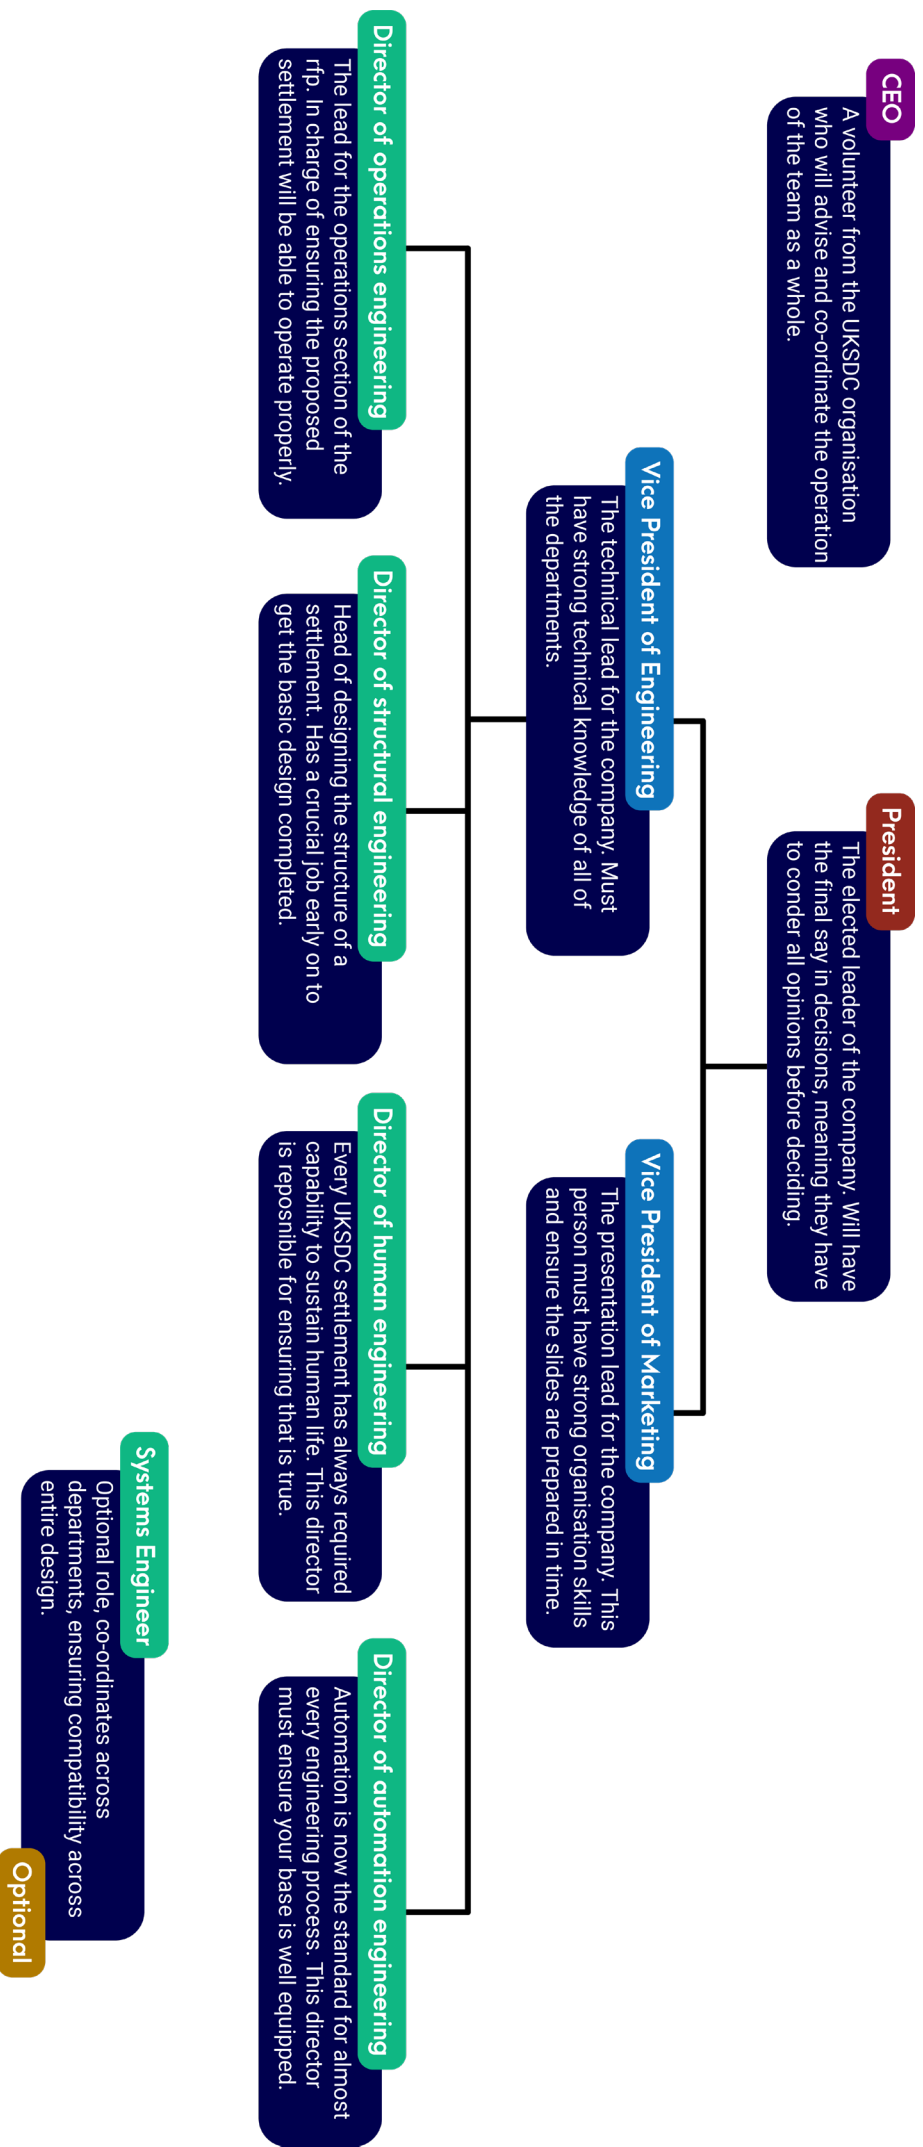 CEO
A volunteer from the UKSDC organisation
who will advise and co-ordinate the operation
of the team as a whole.
President
The elected leader of the company. Will have
the final say in decisions, meaning they have
to conder all opinions before deciding.
Vice President of Engineering
The technical lead for the company. Must
have strong technical knowledge of all of
the departments.
Vice President of Marketing
The presentation lead for the company. This
person must have strong organisation skills
and ensure the slides are prepared in time.
Director of operations engineering
The lead for the operations section of the
rfp. In charge of ensuring the proposed
settlement will be able to operate properly.
Director of structural engineering
Head of designing the structure of a
settlement. Has a crucial job early on to
get the basic design completed.
Director of human engineering
Every UKSDC settlement has always required
capability to sustain human life. This director
is reposnible for ensuring that is true.
Director of automation engineering
Automation is now the standard for almost
every engineering process. This director
must ensure your base is well equipped.
Systems Engineer
Optional role, co-ordinates across
departments, ensuring compatibility across
entire design.
Optional